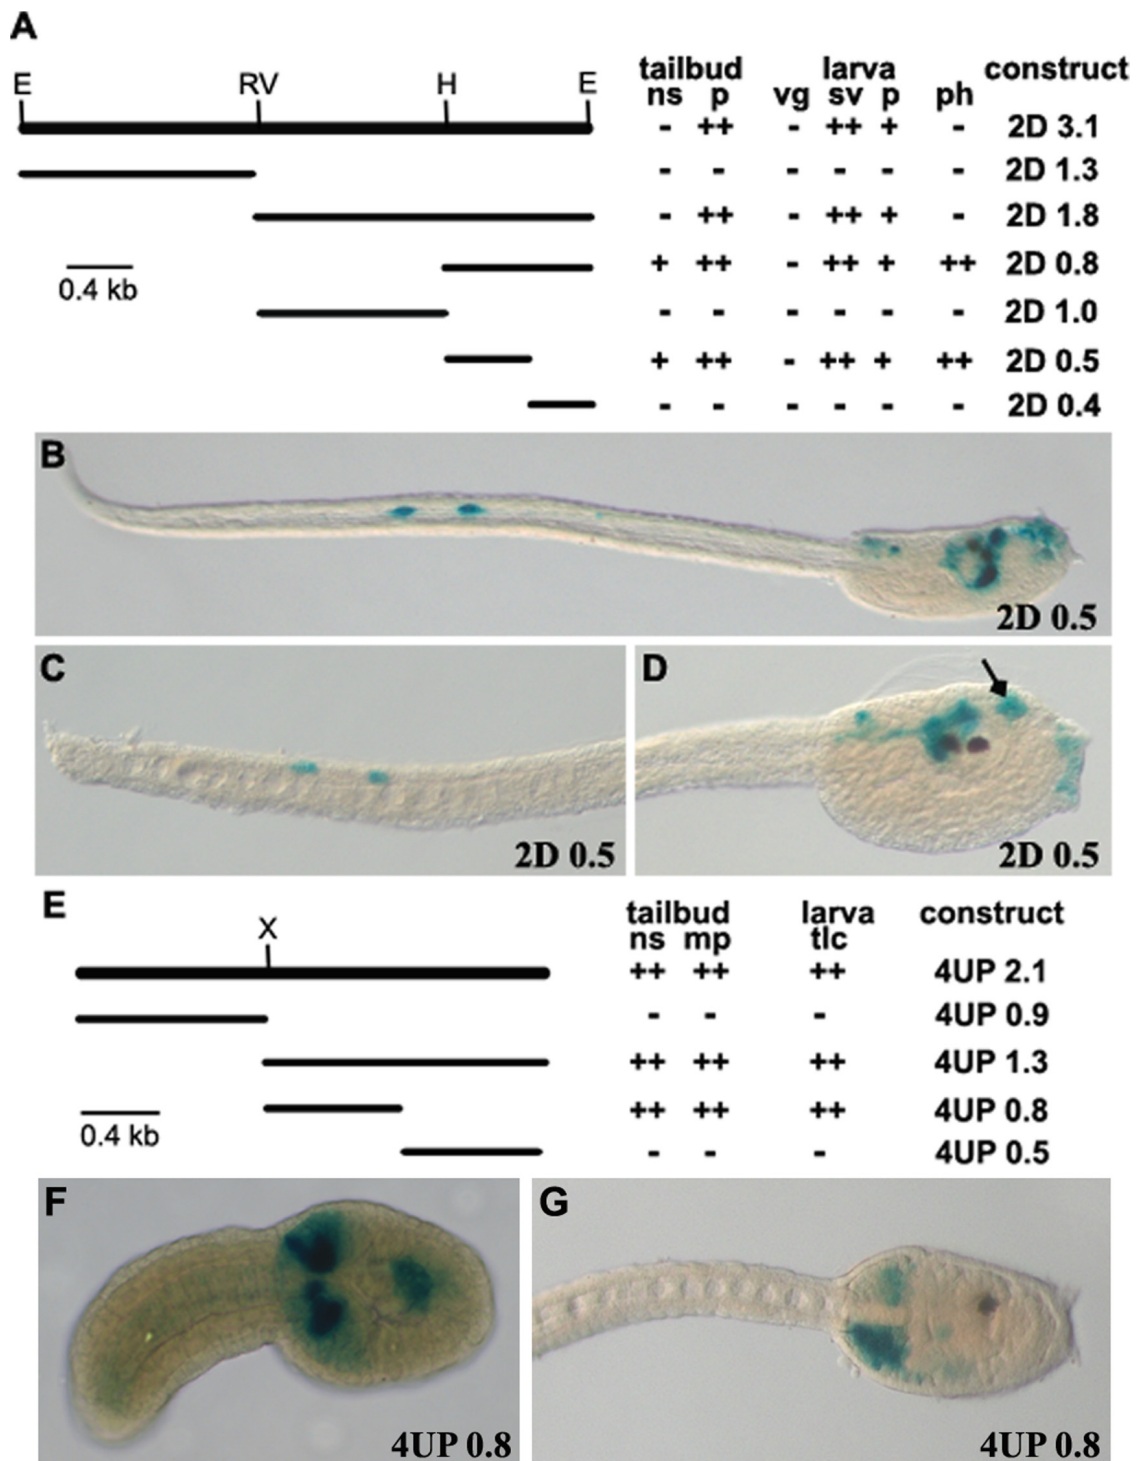 A
E RV H E
tailbud larva construct
ns p vg sv p ph
- ++ - ++ + - 2D 3.1
- - - - - - 2D 1.3
- ++ - ++ + - 2D 1.8
0.4 kb
+ ++ - ++ + ++ 2D 0.8
- - - - - - 2D 1.0
+ ++ - ++ + ++ 2D 0.5
- - - - - - 2D 0.4
B
2D 0.5
C
2D 0.5
D
2D 0.5
E
X
tailbud larva construct
ns mp tlc
++ ++ ++ 4UP 2.1
- - - 4UP 0.9
++ ++ ++ 4UP 1.3
0.4 kb
++ ++ ++ 4UP 0.8
- - - 4UP 0.5
F
4UP 0.8
G
4UP 0.8